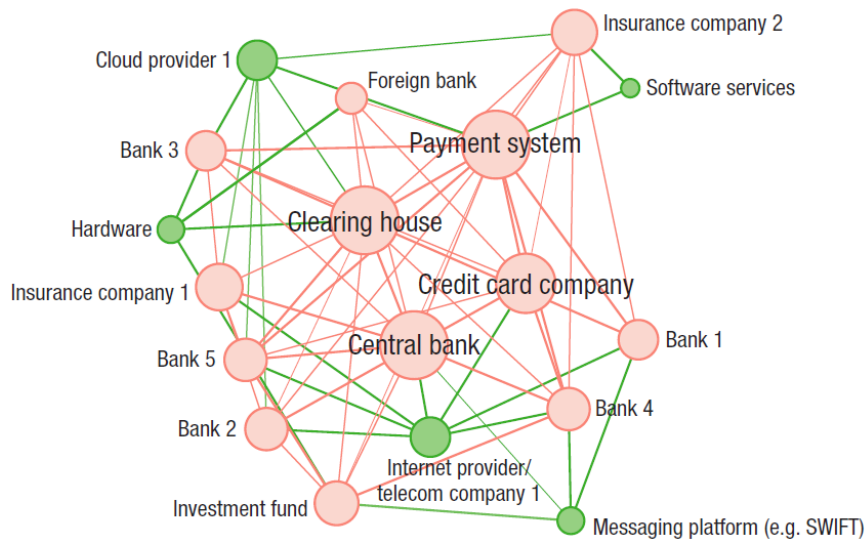 Insurance company 2
Cloud provider 1
Foreign bank
Software services
Payment system
Bank 3
Clearing house
Hardware
Credit card company
Insurance company 1
Central bank
Bank 1
Bank 5
Bank 4
Bank 2
Internet provider/
telecom company 1
Investment fund
Messaging platform (e.g. SWIFT)